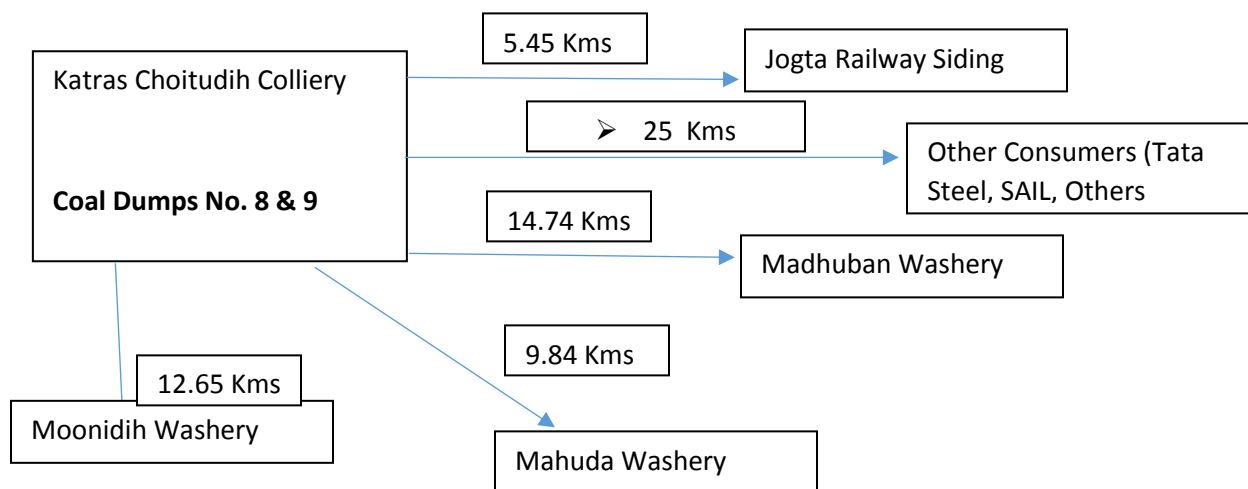 5.45 Kms
Katras Choitudih Colliery
Jogta Railway Siding
➢ 25 Kms
Other Consumers (Tata
Steel, SAIL, Others
Coal Dumps No. 8 & 9
14.74 Kms
Madhuban Washery
9.84 Kms
12.65 Kms
Moonidih Washery
Mahuda Washery